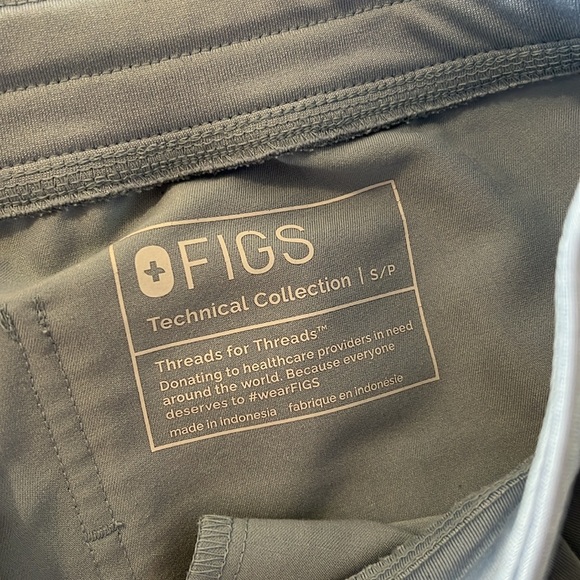 FIGS
Technical Collection | S/P
Threads for Threads™
Donating to healthcare providers in need
around the world. Because everyone
deserves to #wearFIGS
made in indonesia fabrique en indonésie